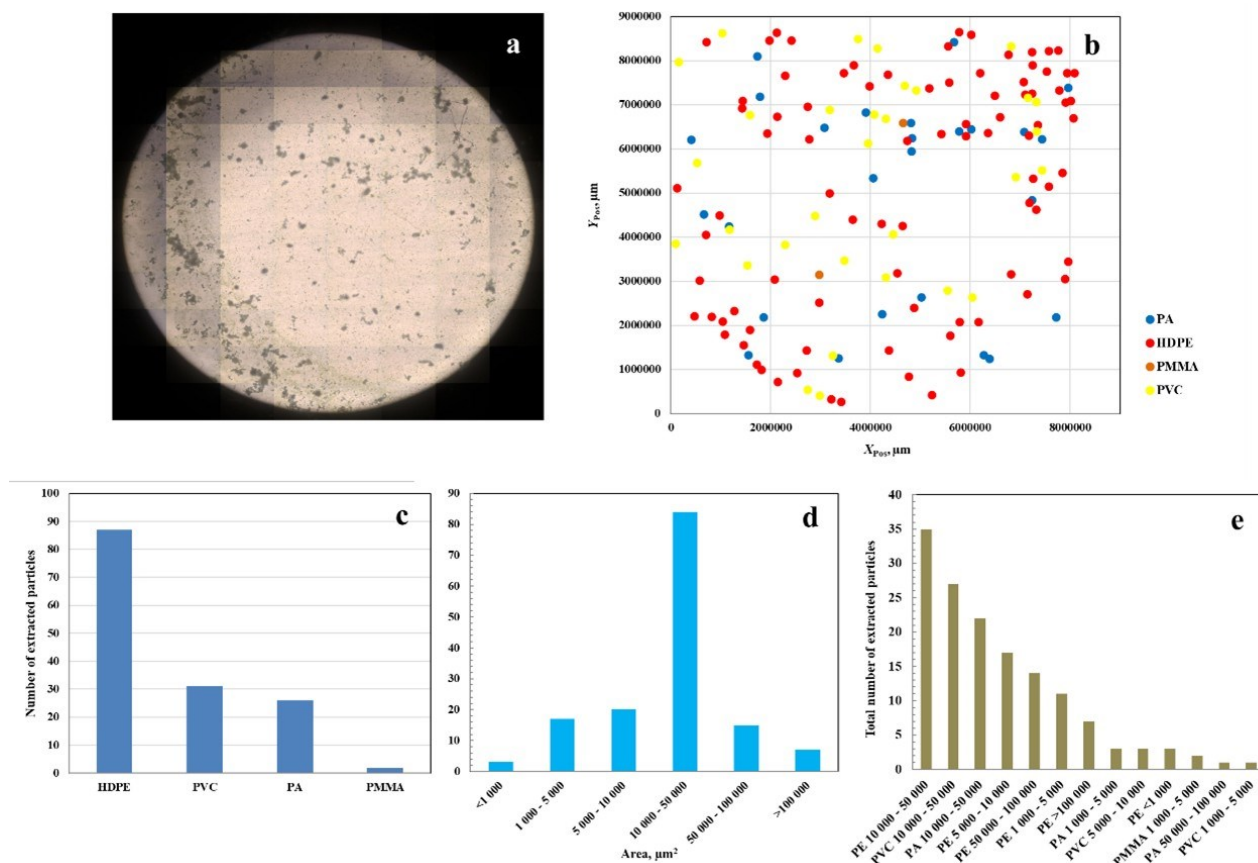 a
b
9000000
8000000
7000000
6000000
5000000
4000000
3000000
2000000
1000000
0
Y Pos, µm
0 2000000 4000000 6000000 8000000
X Pos, µm
PA
HDPE
PMMA
PVC
c
100
90
80
70
60
50
40
30
20
10
0
Number of extracted particles
HDPE PVC PA PMMA
d
90
80
70
60
50
40
30
20
10
0
<1 000
1 000 - 5 000
5 000 - 10 000
10 000 - 50 000
50 000 - 100 000
>100 000
Area, µm²
e
40
35
30
25
20
15
10
5
0
Total number of extracted particles
PE 10 000 - 50 000
PVC 10 000 - 50 000
PA 10 000 - 50 000
PE 5 000 - 10 000
PE 50 000 - 100 000
PE 1 000 - 5 000
PE >100 000
PA 1 000 - 5 000
PVC 5 000 - 10 000
PE <1 000
PMMA 1 000 - 5 000
PA 50 000 - 100 000
PVC 1 000 - 5 000